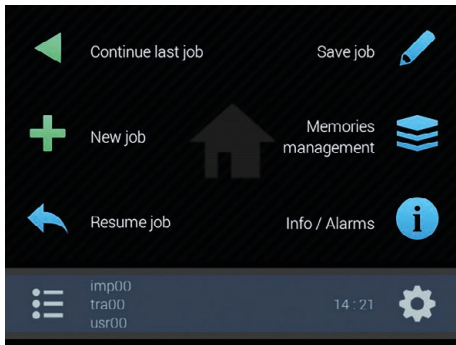 Continue last job
Save job
New job
Memories
management
Resume job
Info / Alarms
imp00
tra00
usr00
14 : 21